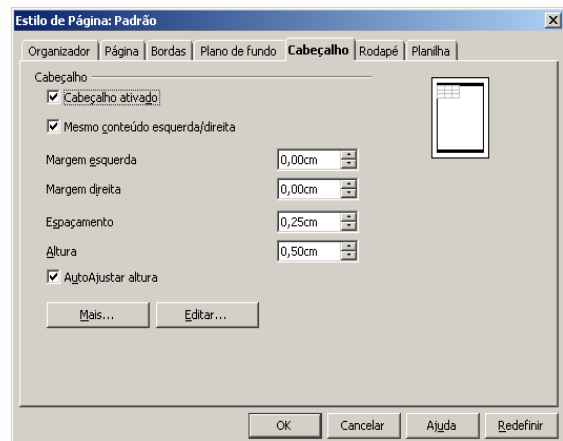 Estilo de Página: Padrão
Organizador Página Bordas Plano de fundo Cabeçalho Rodapé Planilha
Cabeçalho
Cabeçalho ativado
Mesmo conteúdo esquerda/direita
Margem esquerda 0,00cm
Margem direita 0,00cm
Espaçamento 0,25cm
Altura 0,50cm
AutoAjustar altura
Mais... Editar...
OK Cancelar Ajuda Redefinir